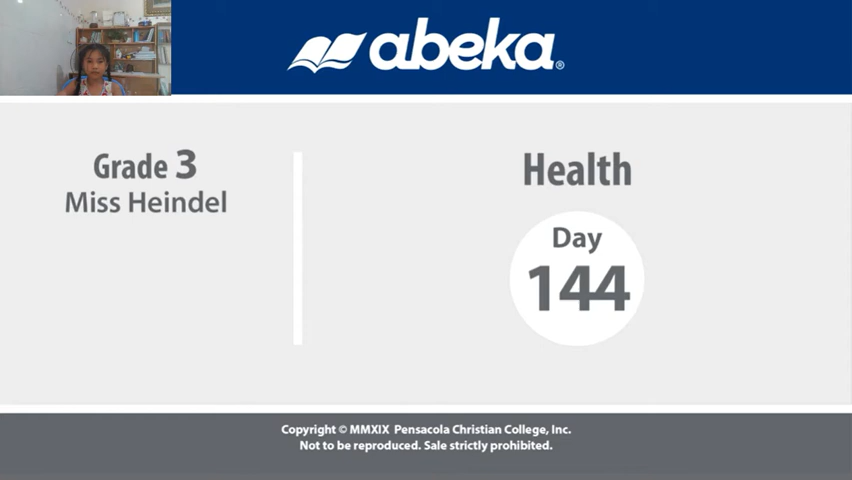 abeka®
Grade 3
Miss Heindel
Health
Day
144
Copyright © MMXIX Pensacola Christian College, Inc.
Not to be reproduced. Sale strictly prohibited.